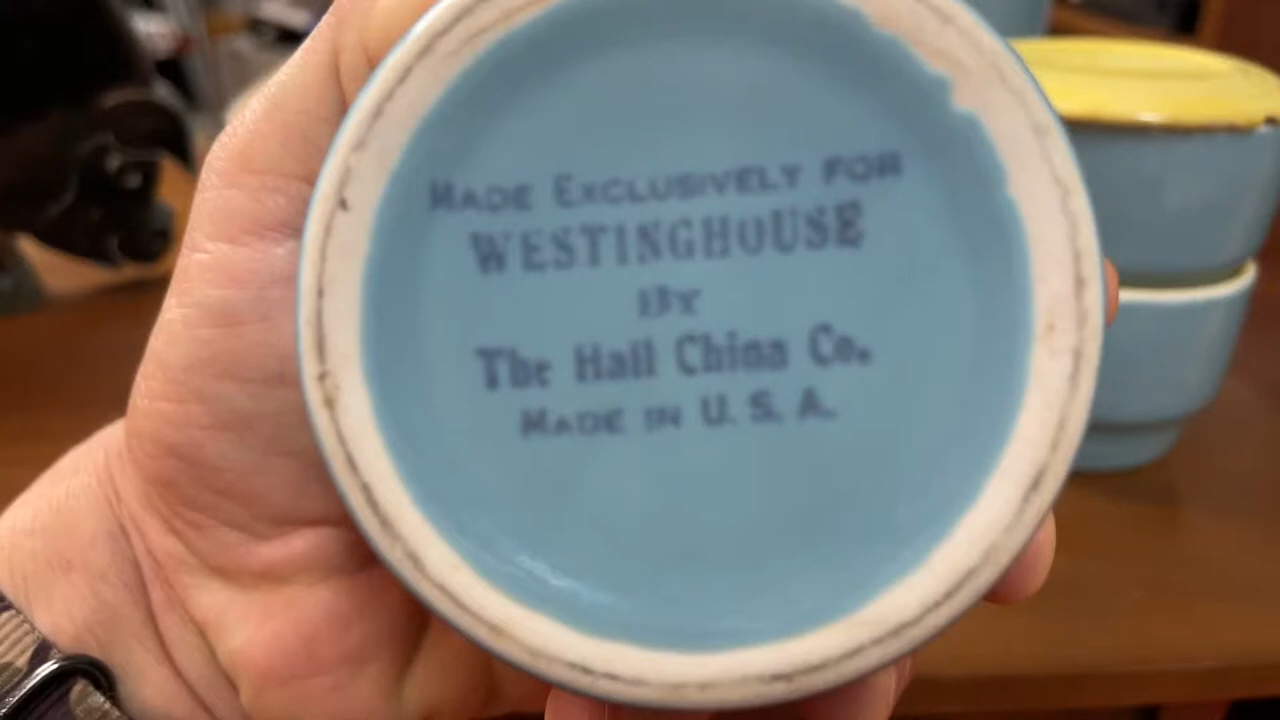 MADE EXCLUSIVELY FOR
WESTINGHOUSE
BY
The Hall China Co.
MADE IN U. S. A.